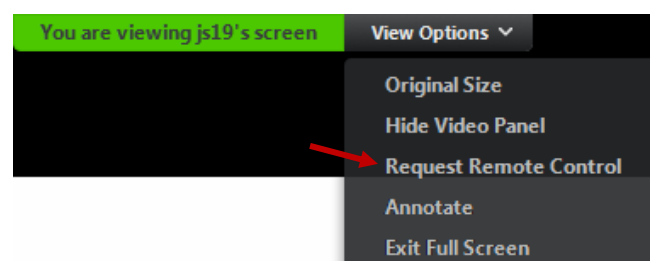 You are viewing js19's screen View Options
Original Size
Hide Video Panel
Request Remote Control
Annotate
Exit Full Screen